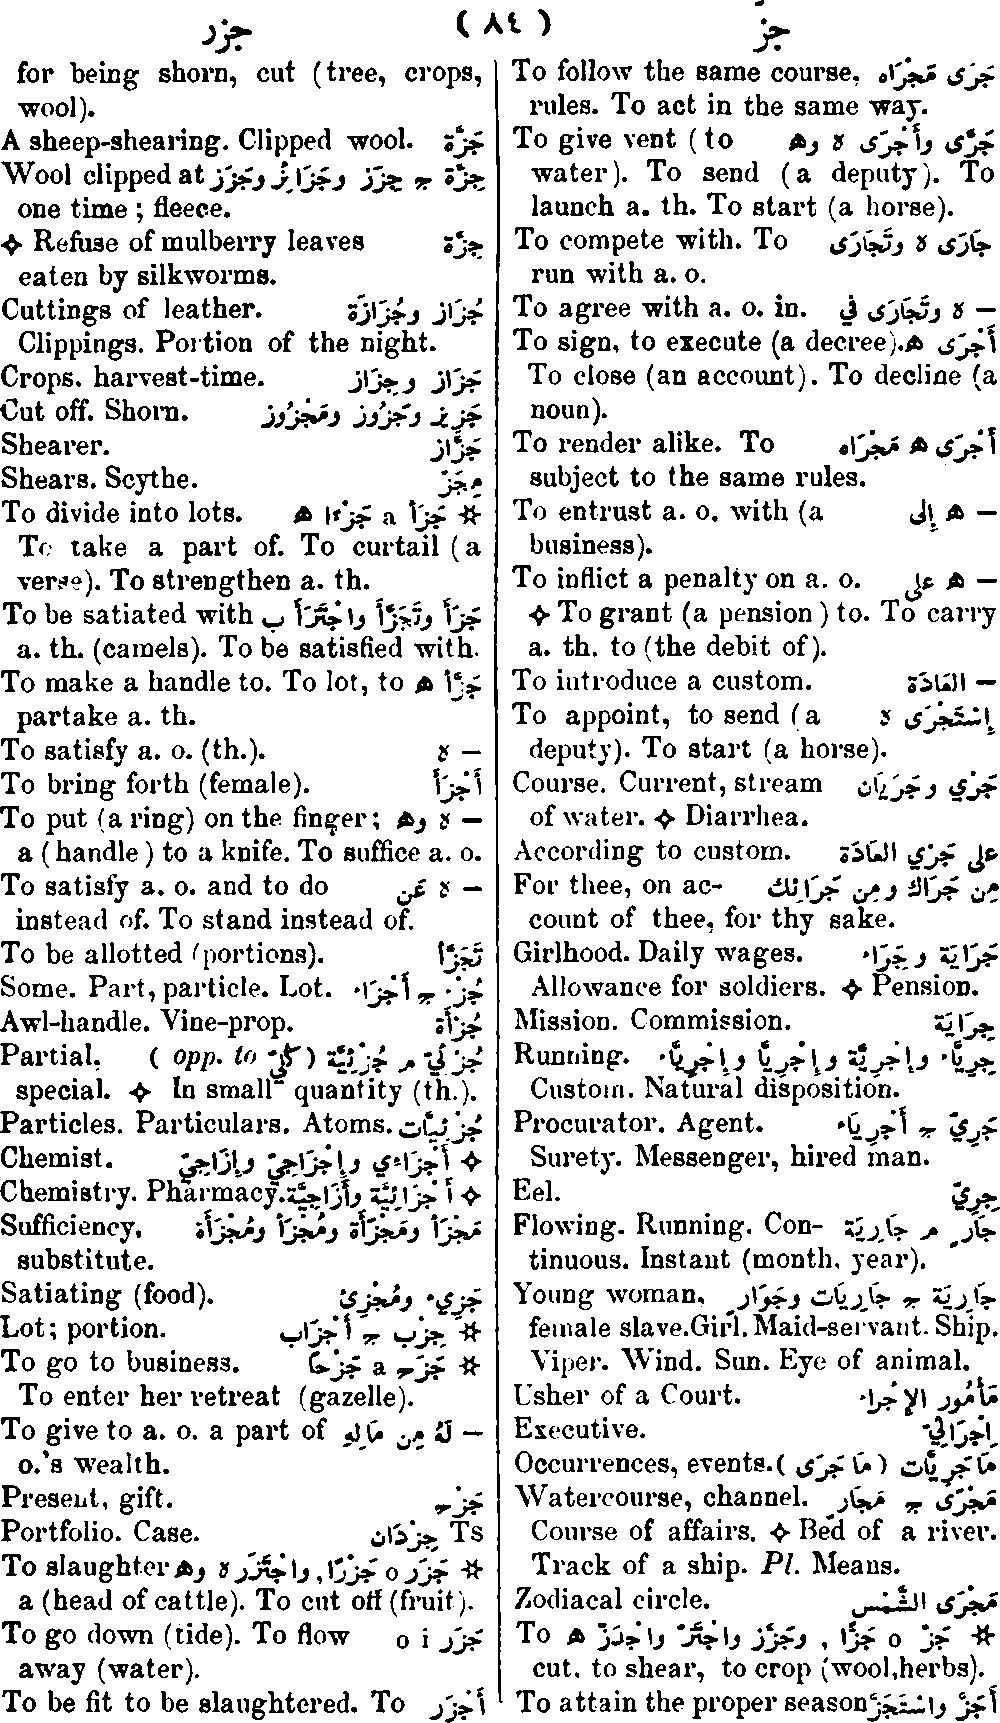 جزّ ( ٨٤ ) جزر
To follow the same course, جَرَى مَجْرَاهُ
rules. To act in the same way.
To give vent (to جَرَّى وأَجْرَى ه وهـ
water). To send (a deputy). To
launch a. th. To start (a horse).
To compete with. To جَارَى ه وتَجَارَى
run with a. o.
To agree with a. o. in. — ه وتَجَارَى في
To sign, to execute (a decree). أَجْرَى هـ
To close (an account). To decline (a
noun).
To render alike. To أَجْرَى هـ مَجْرَاهُ
subject to the same rules.
To entrust a. o. with (a — هـ إِلى
business).
To inflict a penalty on a. o. — هـ على
❖ To grant (a pension) to. To carry
a. th. to (the debit of).
To introduce a custom. — العَادَة
To appoint, to send (a إِسْتَجْرَى ه
deputy). To start (a horse).
Course. Current, stream جَرْي وجَرَيَان
of water. ❖ Diarrhea.
According to custom. على جَرْي العَادَة
For thee, on ac- مِن جَرَاك ومِن جَرَائِك
count of thee, for thy sake.
Girlhood. Daily wages. جَرَايَة وجَرَاء
Allowance for soldiers. ❖ Pension.
Mission. Commission. جِرَايَة
Running. جِرِيَّاء وإِجْرِيَّة وإِجْرِيَّا وإِجْرِيَّاء
Custom. Natural disposition.
Procurator. Agent. جَرِيّ ج أَجْرِيَاء
Surety. Messenger, hired man.
Eel. جِرِيّ
Flowing. Running. Con- جَارٍ م جَارِيَة
tinuous. Instant (month, year).
Young woman, جَارِيَة ج جَارِيَات وجَوَارٍ
female slave. Girl. Maid-servant. Ship.
Viper. Wind. Sun. Eye of animal.
Usher of a Court. مَأْمُور الإِجْراء
Executive. إِجْرَائِيّ
Occurrences, events. مَاجَرِيَّات (مَا جَرَى)
Watercourse, channel. مَجْرًى ج مَجَارٍ
Course of affairs. ❖ Bed of a river.
Track of a ship. Pl. Means.
Zodiacal circle. مَجْرَى الشَّمْس
To ✲ جَزَّ o جَزًّا , وجَزَّز واجْتَزَّ واجْدَزَّ هـ
cut, to shear, to crop (wool, herbs).
To attain the proper season أَجَزَّ واسْتَجَزَّ
for being shorn, cut (tree, crops,
wool).
A sheep-shearing. Clipped wool. جَزَّة
Wool clipped at جِزَّة ج جِزَز وجَزَائِز وجَزَز
one time; fleece.
❖ Refuse of mulberry leaves جِزَّة
eaten by silkworms.
Cuttings of leather. جُزَاز وجُزَازَة
Clippings. Portion of the night.
Crops, harvest-time. جَزَاز وجِزَاز
Cut off. Shorn. جَزِيز وجَزُوز ومَجْزُوز
Shearer. جَزَّاز
Shears. Scythe. مِجَزّ
To divide into lots. ✲ جَزَأَ a جَزْءًا هـ
To take a part of. To curtail (a
verse). To strengthen a. th.
To be satiated with جَزَأَ وتَجَزَّأَ واجْتَزَأَ ب
a. th. (camels). To be satisfied with.
To make a handle to. To lot, to جَزَّأَ هـ
partake a. th.
To satisfy a. o. (th.). — ه
To bring forth (female). أَجْزَأَ
To put (a ring) on the finger; — ه وهـ
a (handle) to a knife. To suffice a. o.
To satisfy a. o. and to do — ه عَن
instead of. To stand instead of.
To be allotted (portions). تَجَزَّأَ
Some. Part, particle. Lot. جُزْء ج أَجْزَاء
Awl-handle. Vine-prop. جُزْأَة
Partial, ( opp. to كُلِّيّ ) جُزْئِيّ م جُزْئِيَّة
special. ❖ In small quantity (th.).
Particles. Particulars. Atoms. جُزْئِيَّات
Chemist. ❖ أَجْزَاءِي وإِجْزَاجِيّ وإِزَاجِيّ
Chemistry. Pharmacy. ❖ أَجْزَائِيَّة وأَزَاجِيَّة
Sufficiency, مَجْزَأ ومَجْزَأَة ومُجْزَأ ومُجْزَأَة
substitute.
Satiating (food). جَزِيء ومُجْزِئ
Lot; portion. ✲ جِزْب ج أَجْزَاب
To go to business. ✲ جَزَح a جَزْحًا
To enter her retreat (gazelle).
To give to a. o. a part of — لَهُ مِن مَالِهِ
o.'s wealth.
Present, gift. جَزْح
Portfolio. Case. Ts جِزْدَان
To slaughter ✲ جَزَر o جَزْرًا, واجْتَزَر ه وهـ
a (head of cattle). To cut off (fruit).
To go down (tide). To flow جَزَر o i
away (water).
To be fit to be slaughtered. To أَجْزَر